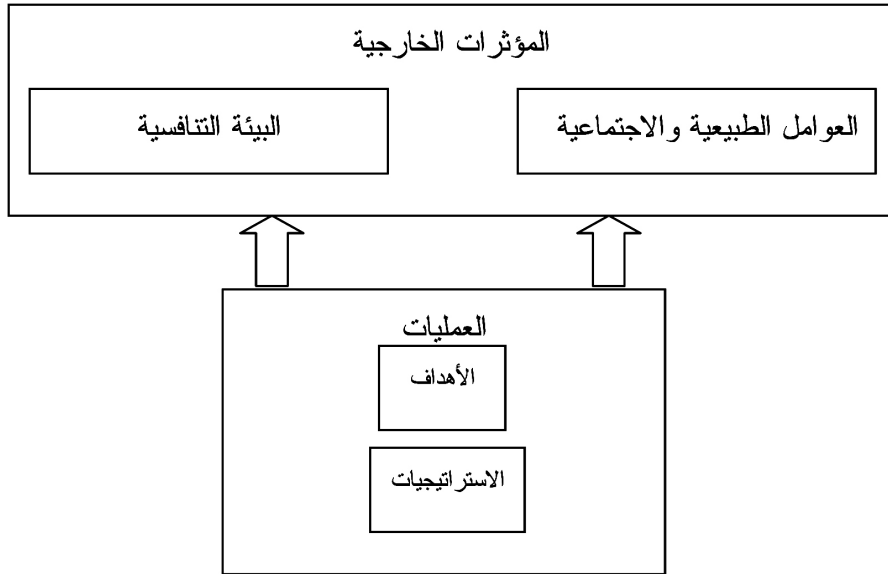 المؤثرات الخارجية
العوامل الطبيعية والاجتماعية
البيئة التنافسية
العمليات
الأهداف
الاستراتيجيات